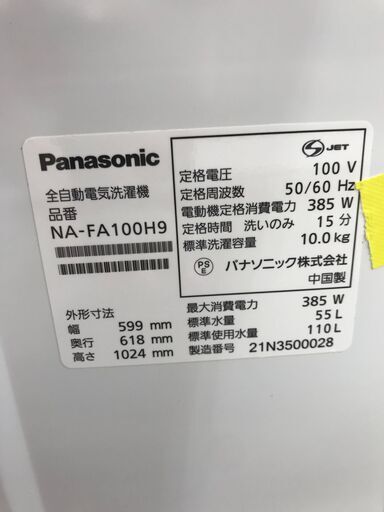 Panasonic
全自動電気洗濯機
品番
NA-FA100H9
外形寸法
幅 599 mm
奥行 618 mm
高さ 1024 mm
S JET
定格電圧 100 V
定格周波数 50/60 Hz
電動機定格消費電力 385 W
定格時間 洗いのみ 15 分
標準洗濯容量 10.0 kg
PS E パナソニック株式会社
中国製
最大消費電力 385 W
標準水量 55 L
標準使用水量 110 L
製造番号 21N3500028